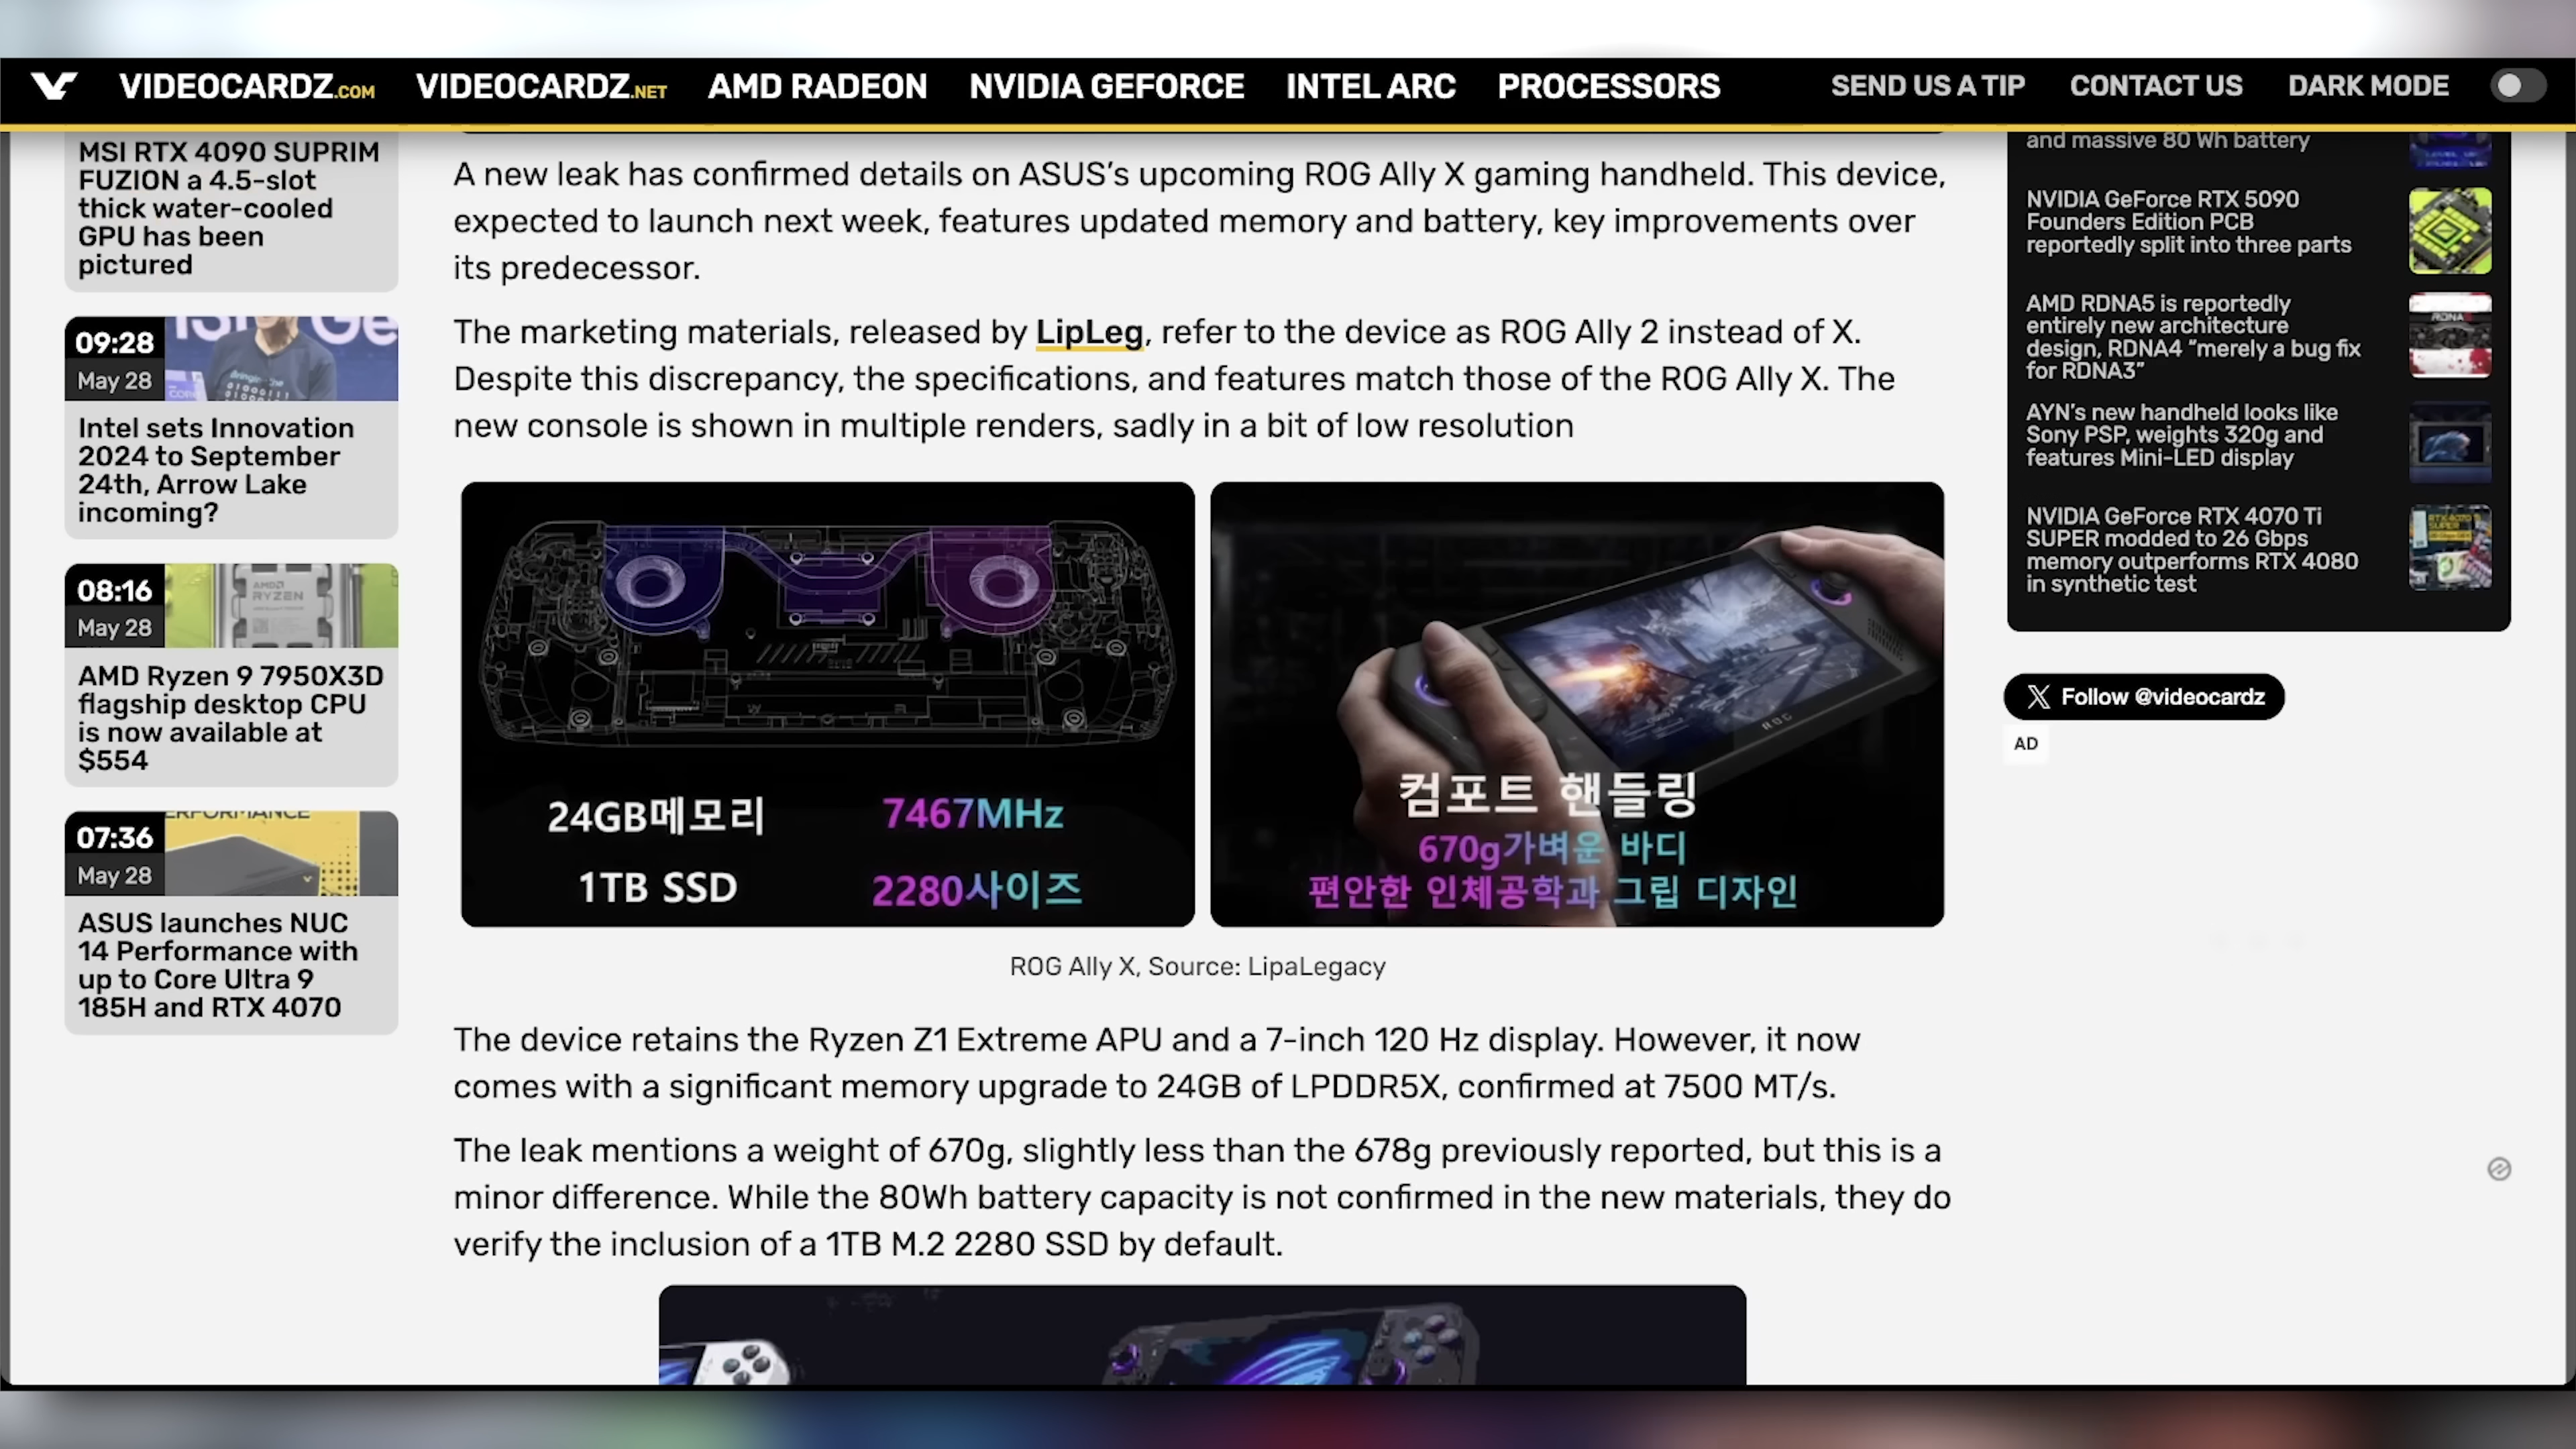 VIDEOCARDZ.COM VIDEOCARDZ.NET AMD RADEON NVIDIA GEFORCE INTEL ARC PROCESSORS SEND US A TIP CONTACT US DARK MODE
MSI RTX 4090 SUPRIM
FUZION a 4.5-slot
thick water-cooled
GPU has been
pictured
09:28
May 28
Intel sets Innovation
2024 to September
24th, Arrow Lake
incoming?
08:16
May 28
AMD
RYZEN
AMD Ryzen 9 7950X3D
flagship desktop CPU
is now available at
$554
07:36
May 28
ASUS launches NUC
14 Performance with
up to Core Ultra 9
185H and RTX 4070
A new leak has confirmed details on ASUS’s upcoming ROG Ally X gaming handheld. This device,
expected to launch next week, features updated memory and battery, key improvements over
its predecessor.
The marketing materials, released by LipLeg, refer to the device as ROG Ally 2 instead of X.
Despite this discrepancy, the specifications, and features match those of the ROG Ally X. The
new console is shown in multiple renders, sadly in a bit of low resolution
24GB메모리 7467MHz
1TB SSD 2280사이즈
ROG
컴포트 핸들링
670g가벼운 바디
편안한 인체공학과 그립 디자인
ROG Ally X, Source: LipaLegacy
The device retains the Ryzen Z1 Extreme APU and a 7-inch 120 Hz display. However, it now
comes with a significant memory upgrade to 24GB of LPDDR5X, confirmed at 7500 MT/s.
The leak mentions a weight of 670g, slightly less than the 678g previously reported, but this is a
minor difference. While the 80Wh battery capacity is not confirmed in the new materials, they do
verify the inclusion of a 1TB M.2 2280 SSD by default.
and massive 80 Wh battery
NVIDIA GeForce RTX 5090
Founders Edition PCB
reportedly split into three parts
AMD RDNA5 is reportedly
entirely new architecture
design, RDNA4 “merely a bug fix
for RDNA3”
AYN’s new handheld looks like
Sony PSP, weights 320g and
features Mini-LED display
NVIDIA GeForce RTX 4070 Ti
SUPER modded to 26 Gbps
memory outperforms RTX 4080
in synthetic test
Follow @videocardz
AD